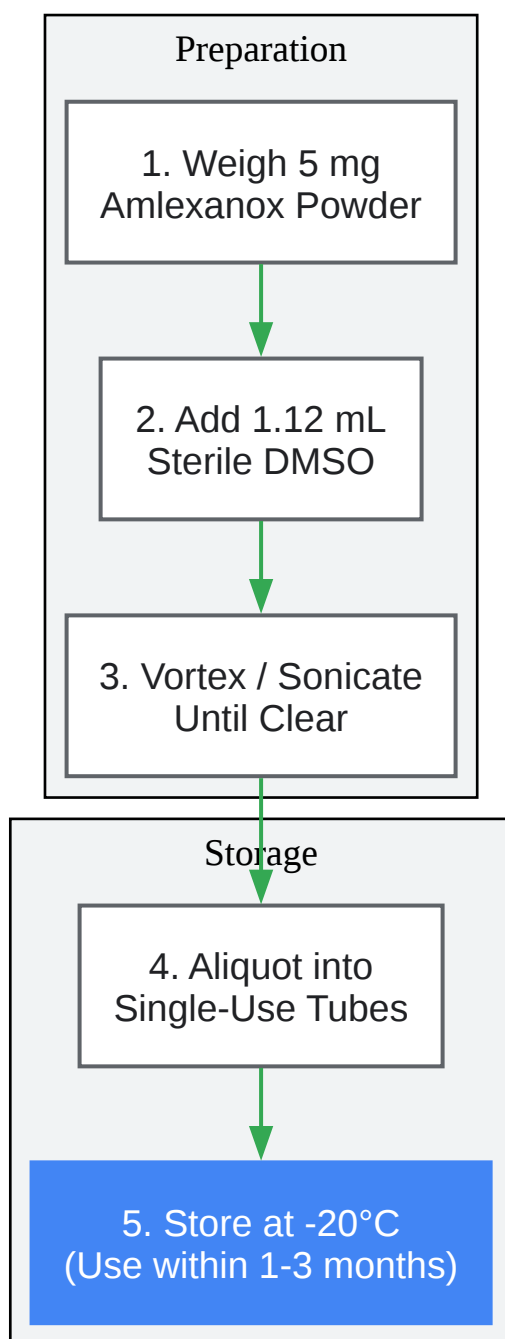 Preparation
1. Weigh 5 mg
Amlexanox Powder
2. Add 1.12 mL
Sterile DMSO
3. Vortex / Sonicate
Until Clear
Storage
4. Aliquot into
Single-Use Tubes
5. Store at -20°C
(Use within 1-3 months)